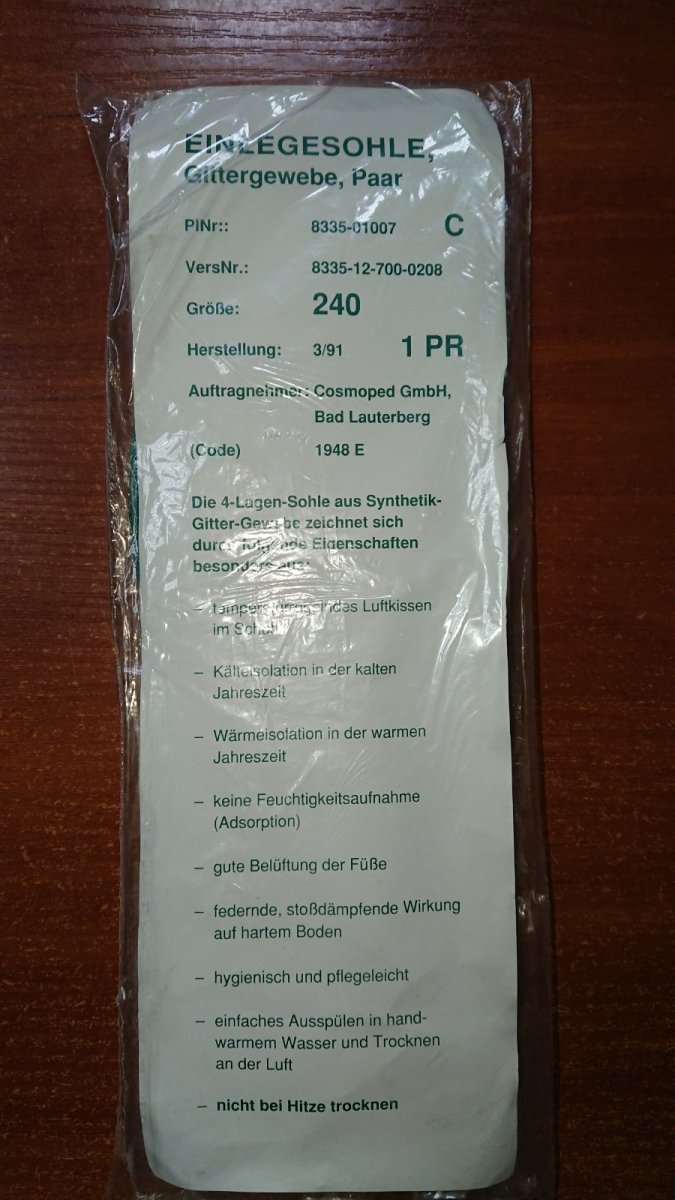 EINLEGESOHLE,
Gittergewebe, Paar
PlNr:: 8335-01007 C
VersNr.: 8335-12-700-0208
Größe: 240
Herstellung: 3/91 1 PR
Auftragnehmer: Cosmoped GmbH,
Bad Lauterberg
(Code) 1948 E
Die 4-Lagen-Sohle aus Synthetik-
Gitter-Gewebe zeichnet sich
durch folgende Eigenschaften
besonders aus:
– Luftkissen
im Schuh
– Kälteisolation in der kalten
Jahreszeit
– Wärmeisolation in der warmen
Jahreszeit
– keine Feuchtigkeitsaufnahme
(Adsorption)
– gute Belüftung der Füße
– federnde, stoßdämpfende Wirkung
auf hartem Boden
– hygienisch und pflegeleicht
– einfaches Ausspülen in hand-
warmem Wasser und Trocknen
an der Luft
– nicht bei Hitze trocknen